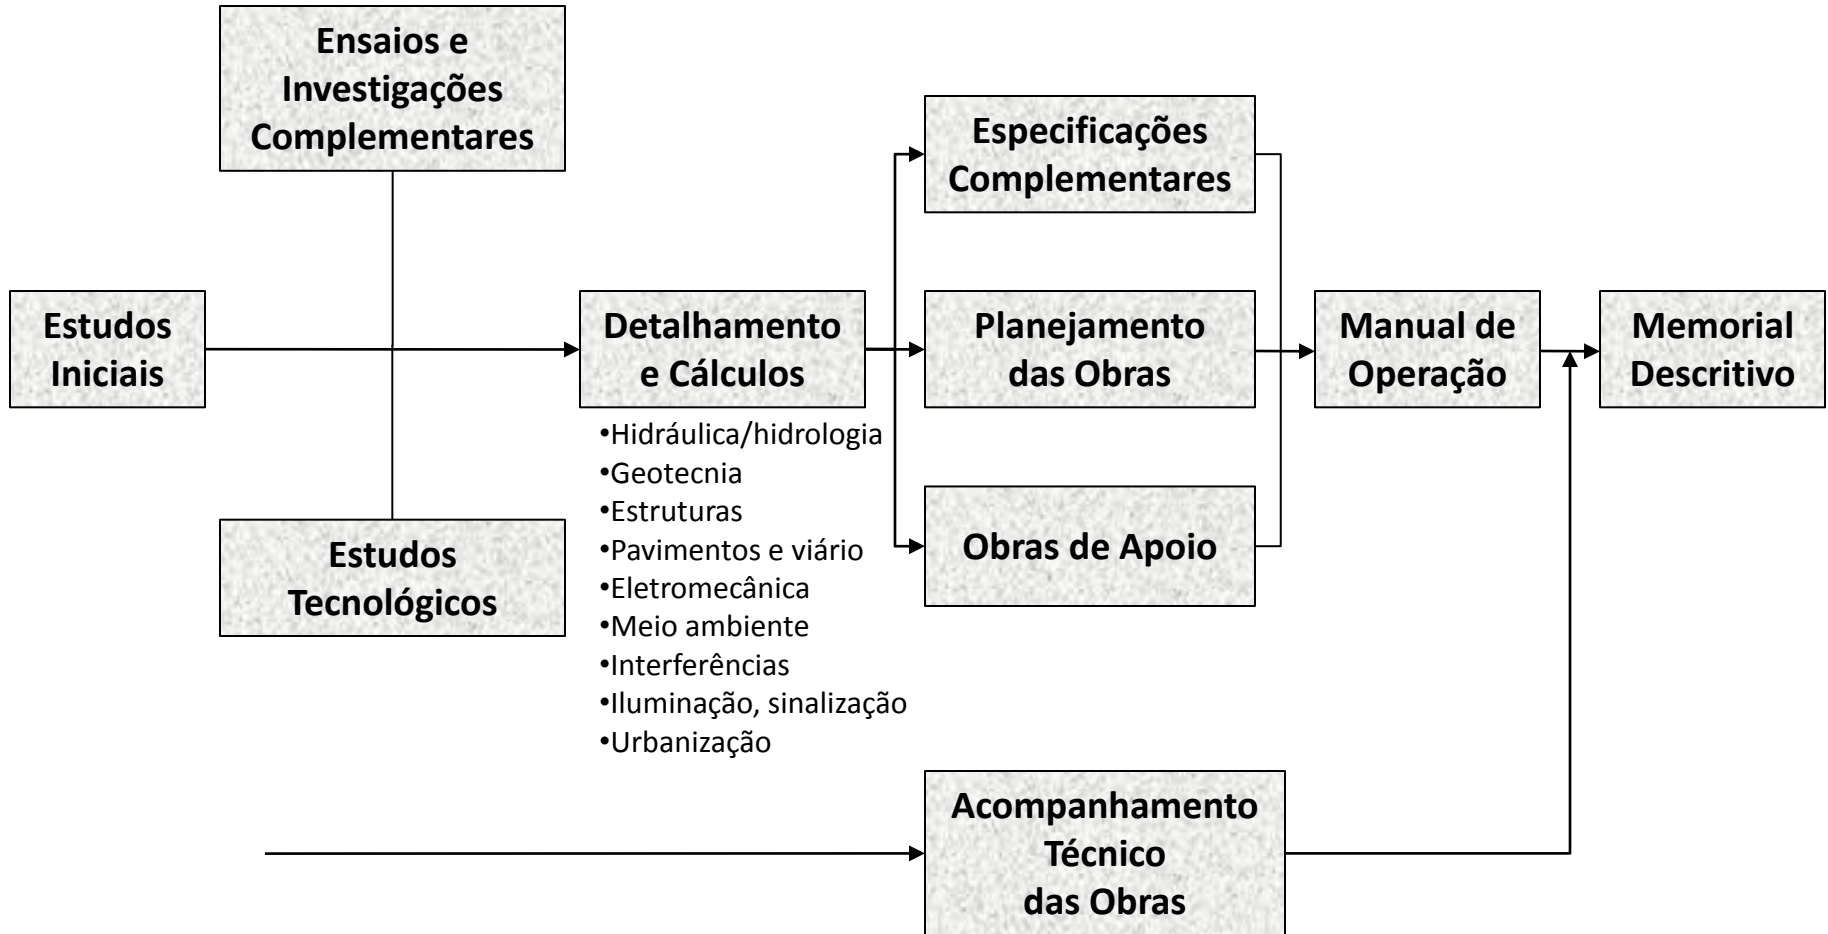 Ensaios e
Investigações
Complementares
Especificações
Complementares
Estudos
Iniciais
Detalhamento
e Cálculos
Planejamento
das Obras
Manual de
Operação
Memorial
Descritivo
•Hidráulica/hidrologia
•Geotecnia
•Estruturas
•Pavimentos e viário
•Eletromecânica
•Meio ambiente
•Interferências
•Iluminação, sinalização
•Urbanização
Estudos
Tecnológicos
Obras de Apoio
Acompanhamento
Técnico
das Obras